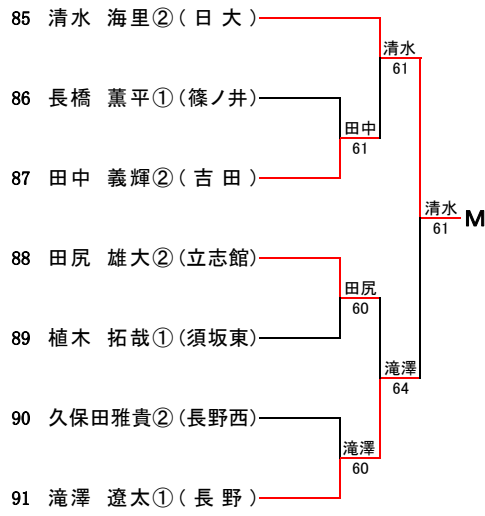 85 清水 海里②(日 大)
清水
61
86 長橋 薫平①(篠ノ井)
田中
61
87 田中 義輝②(吉 田)
清水
61
M
88 田尻 雄大②(立志館)
田尻
60
89 植木 拓哉①(須坂東)
滝澤
64
90 久保田雅貴②(長野西)
滝澤
60
91 滝澤 遼太①(長 野)